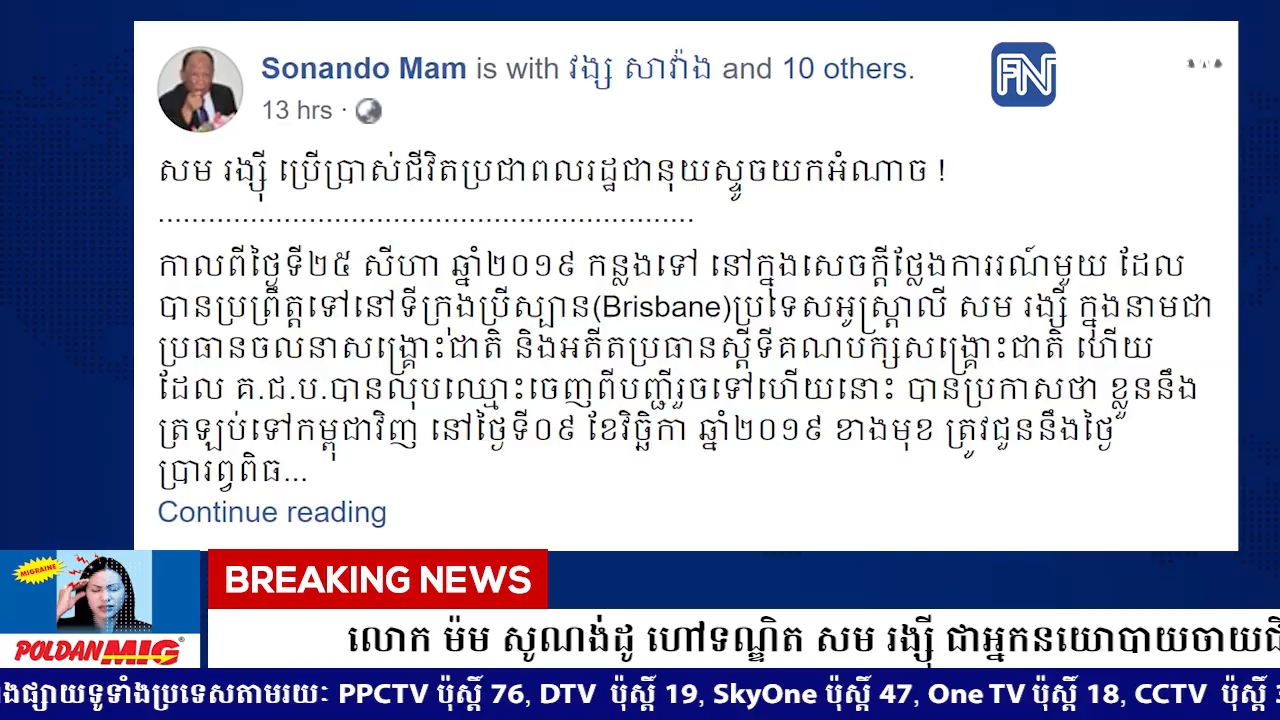 Sonando Mam is with វង្ស សាវ៉ាង and 10 others.
FN
13 hrs ·
សម រង្ស៊ី ប្រើប្រាស់ជីវិតប្រជាពលរដ្ឋជានុយស្ទូចយកអំណាច !
................................................................
កាលពីថ្ងៃទី២៥ សីហា ឆ្នាំ២០១៩ កន្លងទៅ នៅក្នុងសេចក្ដីថ្លែងការរណ៍មួយ ដែល
បានប្រព្រឹត្តទៅនៅទីក្រុងប្រីស្បាន(Brisbane)ប្រទេសអូស្ត្រាលី សម រង្ស៊ី ក្នុងនាមជា
ប្រធានចលនាសង្គ្រោះជាតិ និងអតីតប្រធានស្ដីទីគណបក្សសង្គ្រោះជាតិ ហើយ
ដែល គ.ជ.ប.បានលុបឈ្មោះចេញពីបញ្ជីរួចទៅហើយនោះ បានប្រកាសថា ខ្លួននឹង
ត្រឡប់ទៅកម្ពុជាវិញ នៅថ្ងៃទី០៩ ខែវិច្ឆិកា ឆ្នាំ២០១៩ ខាងមុខ ត្រូវជួននឹងថ្ងៃ
ប្រារព្វពិធ...
Continue reading
MIGRAINE
POLDANMIG®
BREAKING NEWS
លោក ម៉ម សូណង់ដូ ហៅទណ្ឌិត សម រង្ស៊ី ជាអ្នកនយោបាយចាយជី
ងផ្សាយទូទាំងប្រទេសតាមរយៈ PPCTV ប៉ុស្តិ៍ 76, DTV ប៉ុស្តិ៍ 19, SkyOne ប៉ុស្តិ៍ 47, One TV ប៉ុស្តិ៍ 18, CCTV ប៉ុស្តិ៍ 3